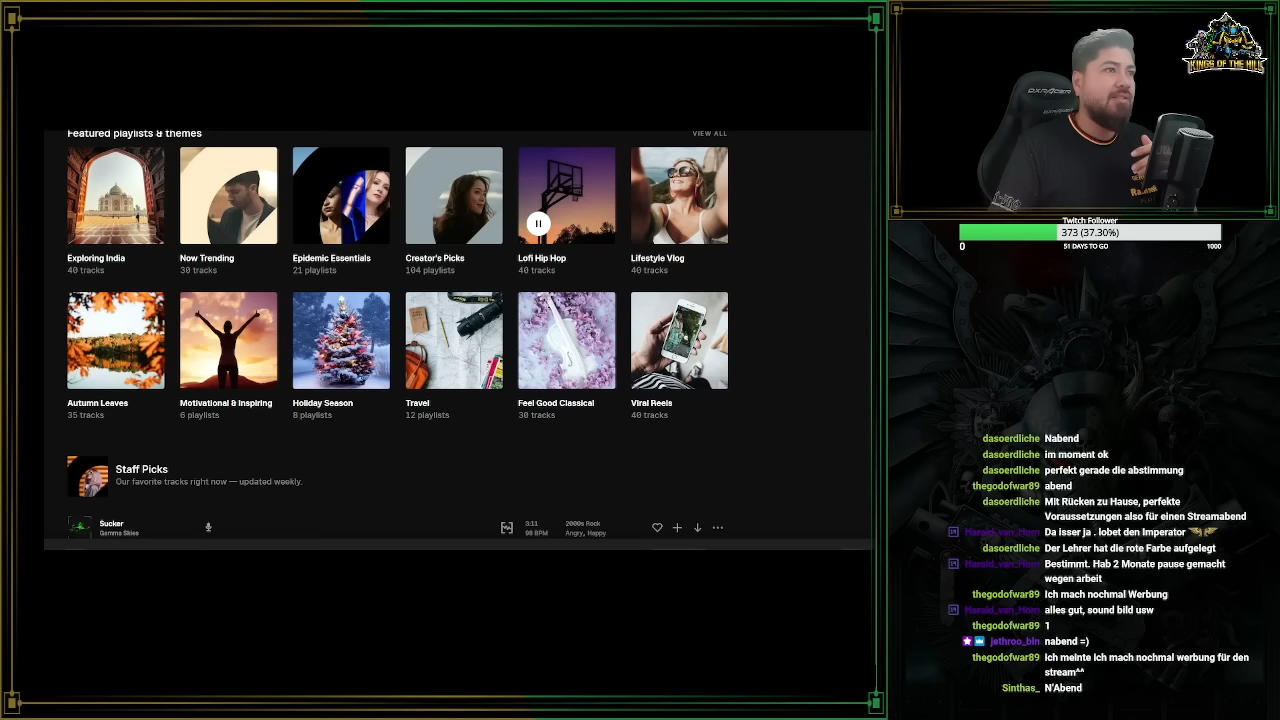 Featured playlists & themes
VIEW ALL
Exploring India
40 tracks
Now Trending
30 tracks
Epidemic Essentials
21 playlists
Creator's Picks
104 playlists
Lofi Hip Hop
40 tracks
Lifestyle Vlog
40 tracks
Autumn Leaves
35 tracks
Motivational & Inspiring
6 playlists
Holiday Season
8 playlists
Travel
12 playlists
Feel Good Classical
30 tracks
Viral Reels
40 tracks
Staff Picks
Our favorite tracks right now — updated weekly.
Sucker
Gamma Skies
3:11
98 BPM
2000s Rock
Angry, Happy
KINGS OF THE HILL
DXRACER
Twitch Follower
373 (37.30%)
0
51 DAYS TO GO
1000
dasoerdliche Nabend
dasoerdliche im moment ok
dasoerdliche perfekt gerade die abstimmung
thegodofwar89 abend
dasoerdliche Mit Rücken zu Hause, perfekte
Voraussetzungen also für einen Streamabend
Harald_van_Horn Da isser ja . lobet den Imperator
dasoerdliche Der Lehrer hat die rote Farbe aufgelegt
Harald_van_Horn Bestimmt. Hab 2 Monate pause gemacht
wegen arbeit
thegodofwar89 Ich mach nochmal Werbung
Harald_van_Horn alles gut, sound bild usw
thegodofwar89 1
jethroo_bln nabend =)
thegodofwar89 Ich meinte ich mach nochmal werbung für den
stream^^
Sinthas_ N'Abend